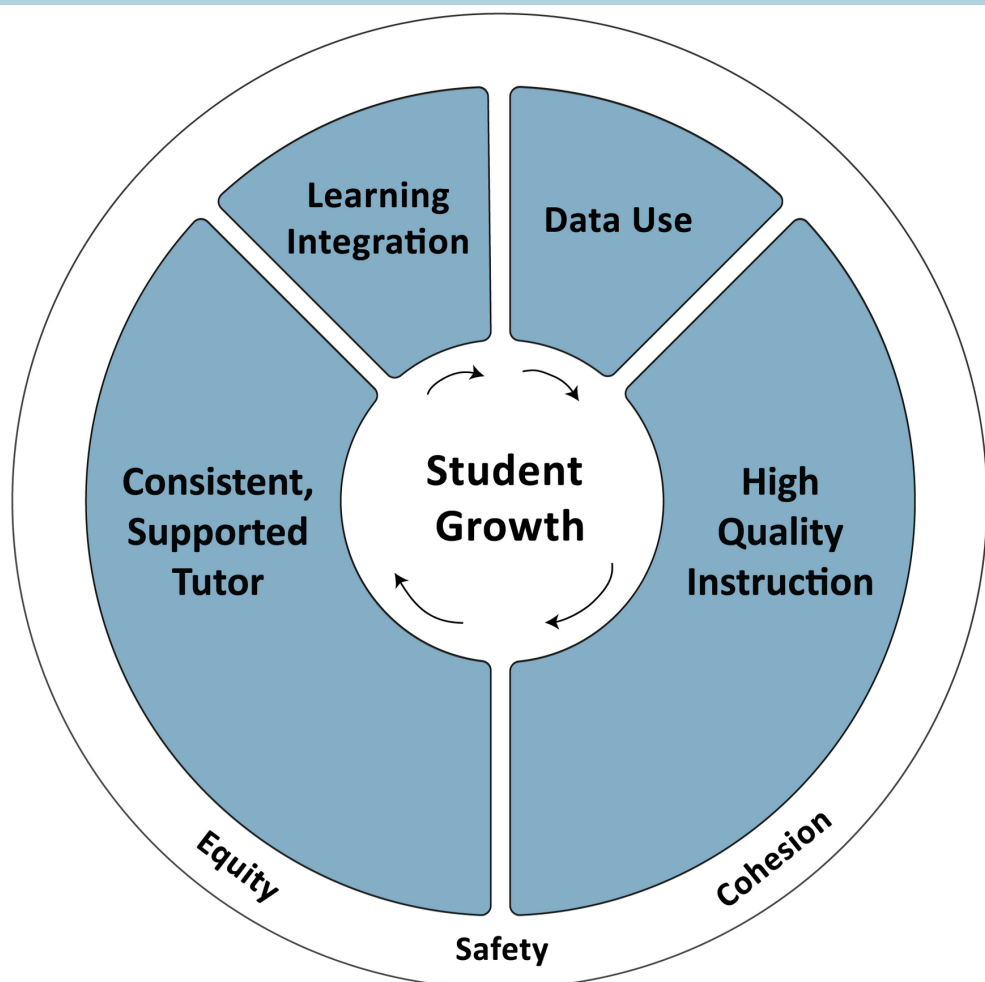 Learning
Integration
Data Use
Consistent,
Supported
Tutor
Student
Growth
High
Quality
Instruction
Equity
Safety
Cohesion